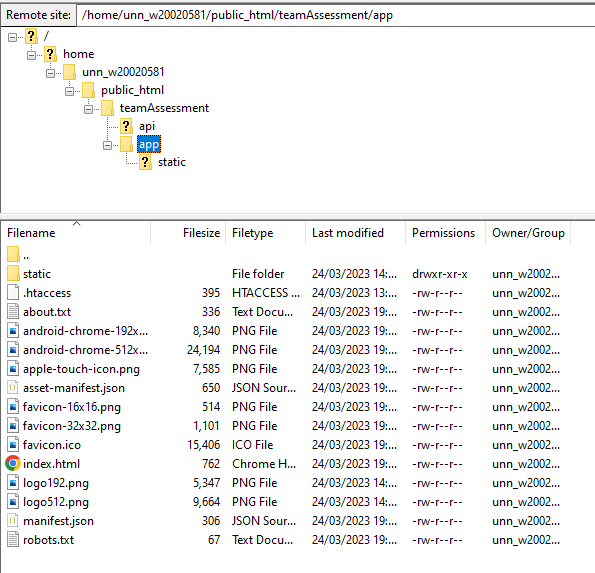 Remote site: /home/unn_w20020581/public_html/teamAssessment/app
/
home
unn_w20020581
public_html
teamAssessment
api
app
static
Filename Filesize Filetype Last modified Permissions Owner/Group
..
static File folder 24/03/2023 14:... drwxr-xr-x unn_w2002...
.htaccess 395 HTACCESS ... 24/03/2023 13:... -rw-r--r-- unn_w2002...
about.txt 336 Text Docu... 24/03/2023 19:... -rw-r--r-- unn_w2002...
android-chrome-192x... 8,340 PNG File 24/03/2023 19:... -rw-r--r-- unn_w2002...
android-chrome-512x... 24,194 PNG File 24/03/2023 19:... -rw-r--r-- unn_w2002...
apple-touch-icon.png 7,585 PNG File 24/03/2023 19:... -rw-r--r-- unn_w2002...
asset-manifest.json 650 JSON Sour... 24/03/2023 19:... -rw-r--r-- unn_w2002...
favicon-16x16.png 514 PNG File 24/03/2023 19:... -rw-r--r-- unn_w2002...
favicon-32x32.png 1,101 PNG File 24/03/2023 19:... -rw-r--r-- unn_w2002...
favicon.ico 15,406 ICO File 24/03/2023 19:... -rw-r--r-- unn_w2002...
index.html 762 Chrome H... 24/03/2023 19:... -rw-r--r-- unn_w2002...
logo192.png 5,347 PNG File 24/03/2023 14:... -rw-r--r-- unn_w2002...
logo512.png 9,664 PNG File 24/03/2023 14:... -rw-r--r-- unn_w2002...
manifest.json 306 JSON Sour... 24/03/2023 19:... -rw-r--r-- unn_w2002...
robots.txt 67 Text Docu... 24/03/2023 19:... -rw-r--r-- unn_w2002...